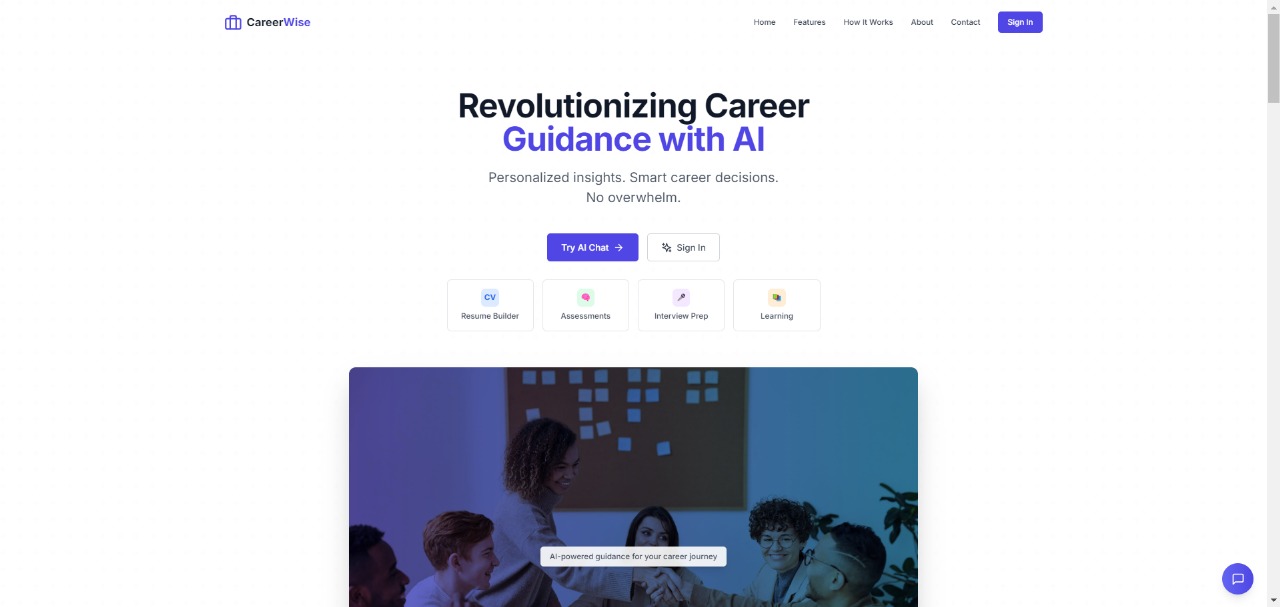 CareerWise
Home Features How It Works About Contact Sign In
Revolutionizing Career
Guidance with AI
Personalized insights. Smart career decisions.
No overwhelm.
Try AI Chat → Sign In
CV
Resume Builder Assessments Interview Prep Learning
AI-powered guidance for your career journey